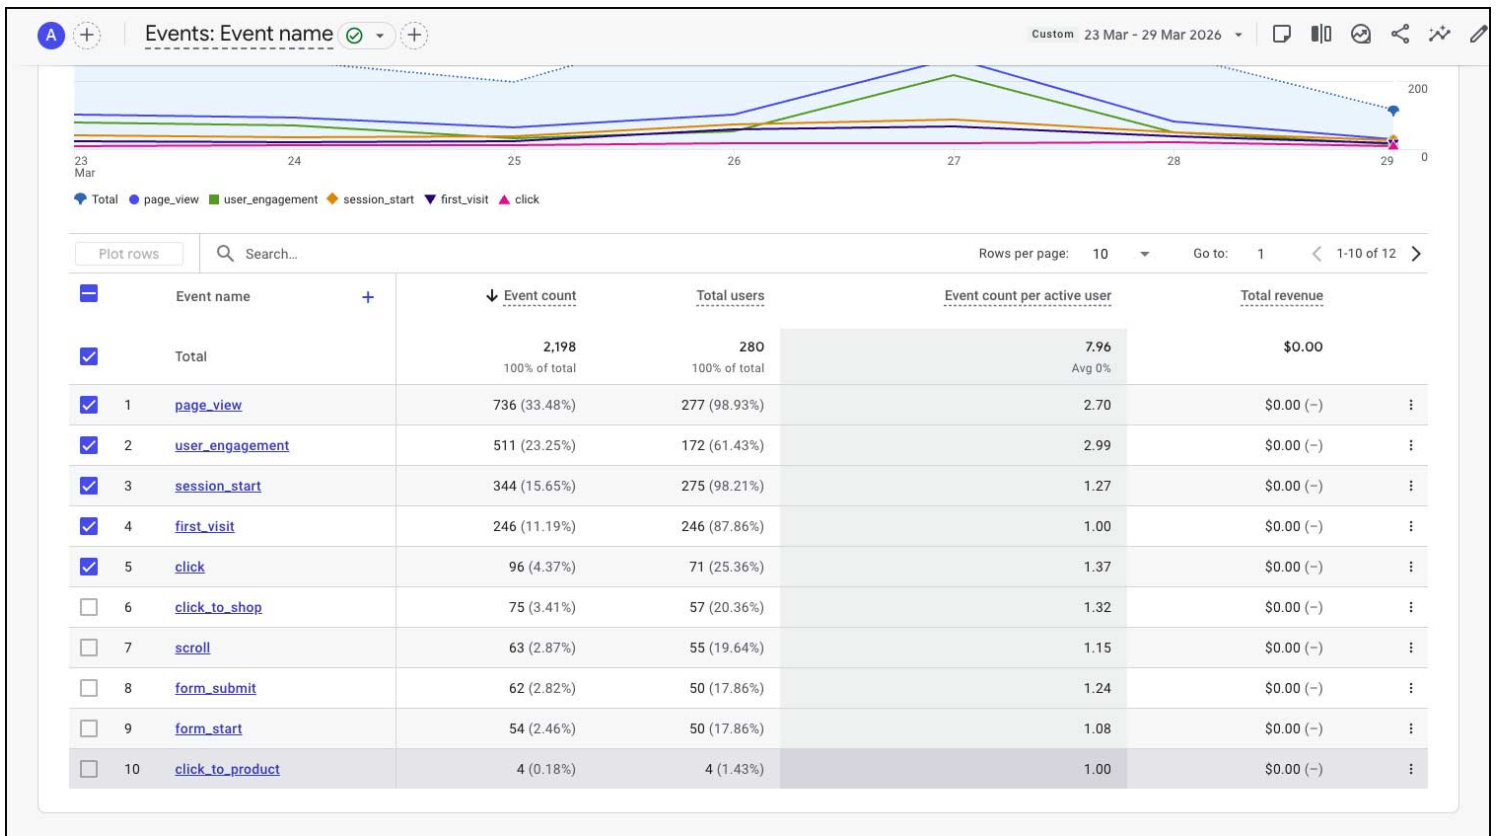 A
Events: Event name
Custom 23 Mar - 29 Mar 2026
200
0
23 24 25 26 27 28 29
Mar
Total page_view user_engagement session_start first_visit click
Plot rows Search... Rows per page: 10 Go to: 1 1-10 of 12
Event name + Event count Total users Event count per active user Total revenue
Total 2,198 280 7.96 $0.00
100% of total 100% of total Avg 0%
1 page_view 736 (33.48%) 277 (98.93%) 2.70 $0.00 (–)
2 user_engagement 511 (23.25%) 172 (61.43%) 2.99 $0.00 (–)
3 session_start 344 (15.65%) 275 (98.21%) 1.27 $0.00 (–)
4 first_visit 246 (11.19%) 246 (87.86%) 1.00 $0.00 (–)
5 click 96 (4.37%) 71 (25.36%) 1.37 $0.00 (–)
6 click_to_shop 75 (3.41%) 57 (20.36%) 1.32 $0.00 (–)
7 scroll 63 (2.87%) 55 (19.64%) 1.15 $0.00 (–)
8 form_submit 62 (2.82%) 50 (17.86%) 1.24 $0.00 (–)
9 form_start 54 (2.46%) 50 (17.86%) 1.08 $0.00 (–)
10 click_to_product 4 (0.18%) 4 (1.43%) 1.00 $0.00 (–)